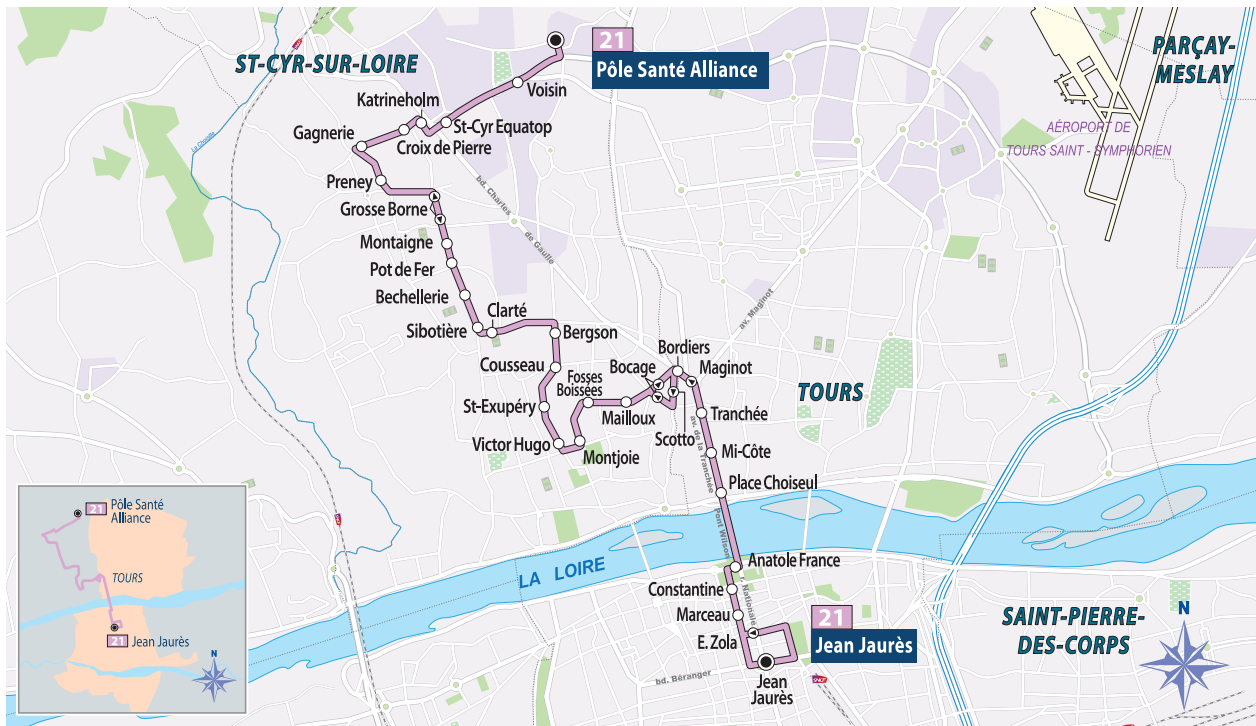 21
Pôle Santé Alliance
ST-CYR-SUR-LOIRE
PARÇAY-
MESLAY
Voisin
Katrineholm
St-Cyr Equatop
Gagnerie
Croix de Pierre
La Choisille
AÉROPORT DE
TOURS SAINT - SYMPHORIEN
Preney
bd. Charles
de Gaulle
Grosse Borne
Montaigne
Pot de Fer
Bechellerie
Clarté
Sibotière
Bergson
av. Maginot
Bordiers
Cousseau
Bocage
Maginot
Fosses
Boissées
TOURS
St-Exupéry
Mailloux
Tranchée
Scotto
av. de la Tranchée
Victor Hugo
Montjoie
Mi-Côte
Place Choiseul
Pont Wilson
LA LOIRE
Anatole France
Constantine
r. Nationale
Marceau
E. Zola
21
Jean Jaurès
SAINT-PIERRE-
DES-CORPS
N
bd. Béranger
Jean
Jaurès
SNCF
21
Pôle Santé
Alliance
TOURS
21
Jean Jaurès
N